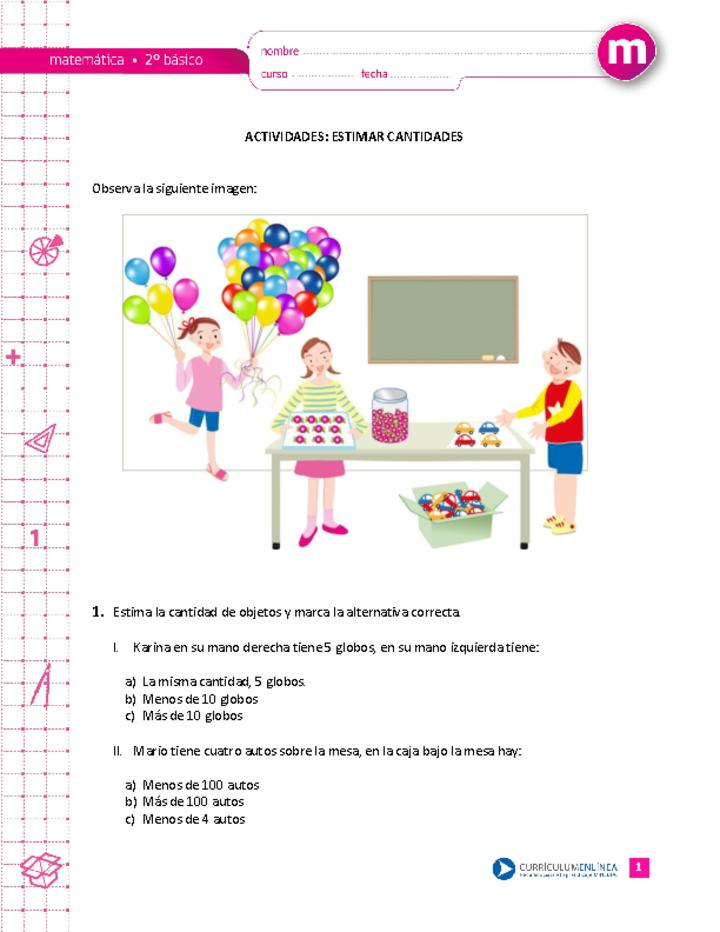 matemática • 2º básico
nombre
curso fecha
m
ACTIVIDADES: ESTIMAR CANTIDADES
Observa la siguiente imagen:
1. Estima la cantidad de objetos y marca la alternativa correcta.
I. Karina en su mano derecha tiene 5 globos, en su mano izquierda tiene:
a) La misma cantidad, 5 globos.
b) Menos de 10 globos
c) Más de 10 globos
II. Mario tiene cuatro autos sobre la mesa, en la caja bajo la mesa hay:
a) Menos de 100 autos
b) Más de 100 autos
c) Menos de 4 autos
CURRÍCULUMENLÍNEA
1